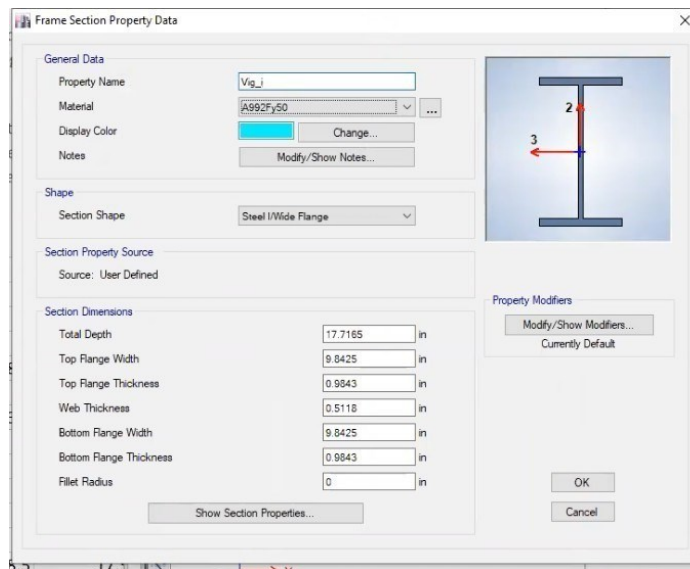 Frame Section Property Data
General Data
Property Name
Vig_i
Material
A992Fy50
...
Display Color
Change...
Notes
Modify/Show Notes...
2
3
Shape
Section Shape
Steel I/Wide Flange
Section Property Source
Source: User Defined
Section Dimensions
Total Depth
17.7165
in
Top Flange Width
9.8425
in
Top Flange Thickness
0.9843
in
Web Thickness
0.5118
in
Bottom Flange Width
9.8425
in
Bottom Flange Thickness
0.9843
in
Fillet Radius
0
in
Show Section Properties...
Property Modifiers
Modify/Show Modifiers...
Currently Default
OK
Cancel